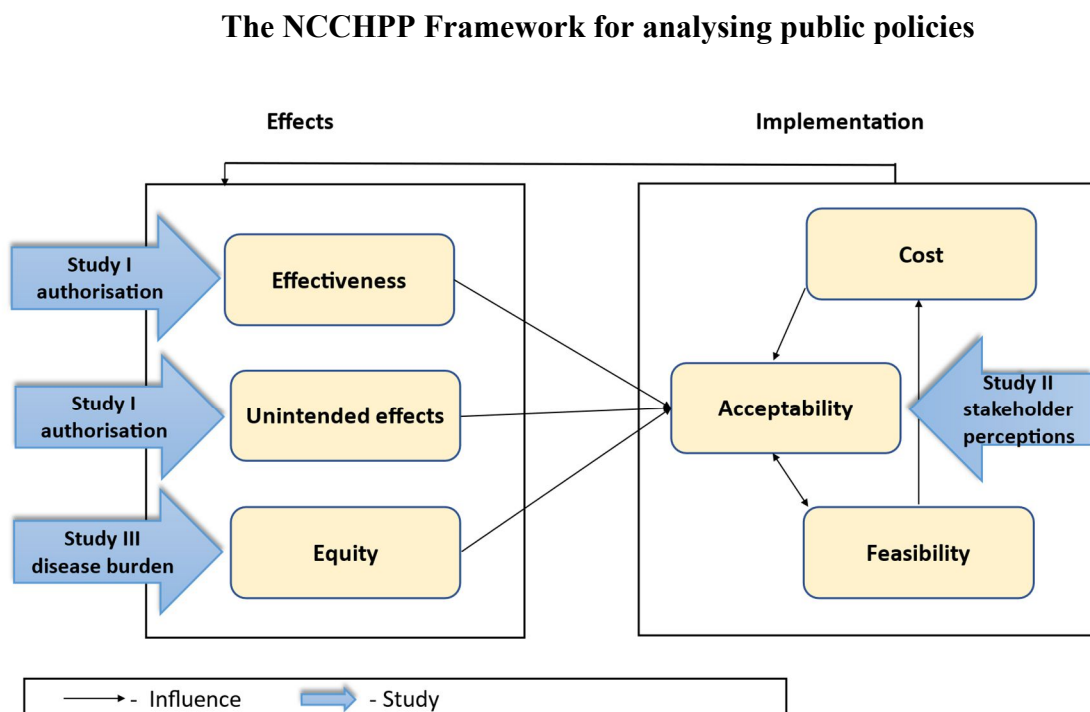 The NCCHPP Framework for analysing public policies
Effects
Implementation
Study I
authorisation
Effectiveness
Study I
authorisation
Unintended effects
Study III
disease burden
Equity
Cost
Acceptability
Study II
stakeholder
perceptions
Feasibility
- Influence
- Study